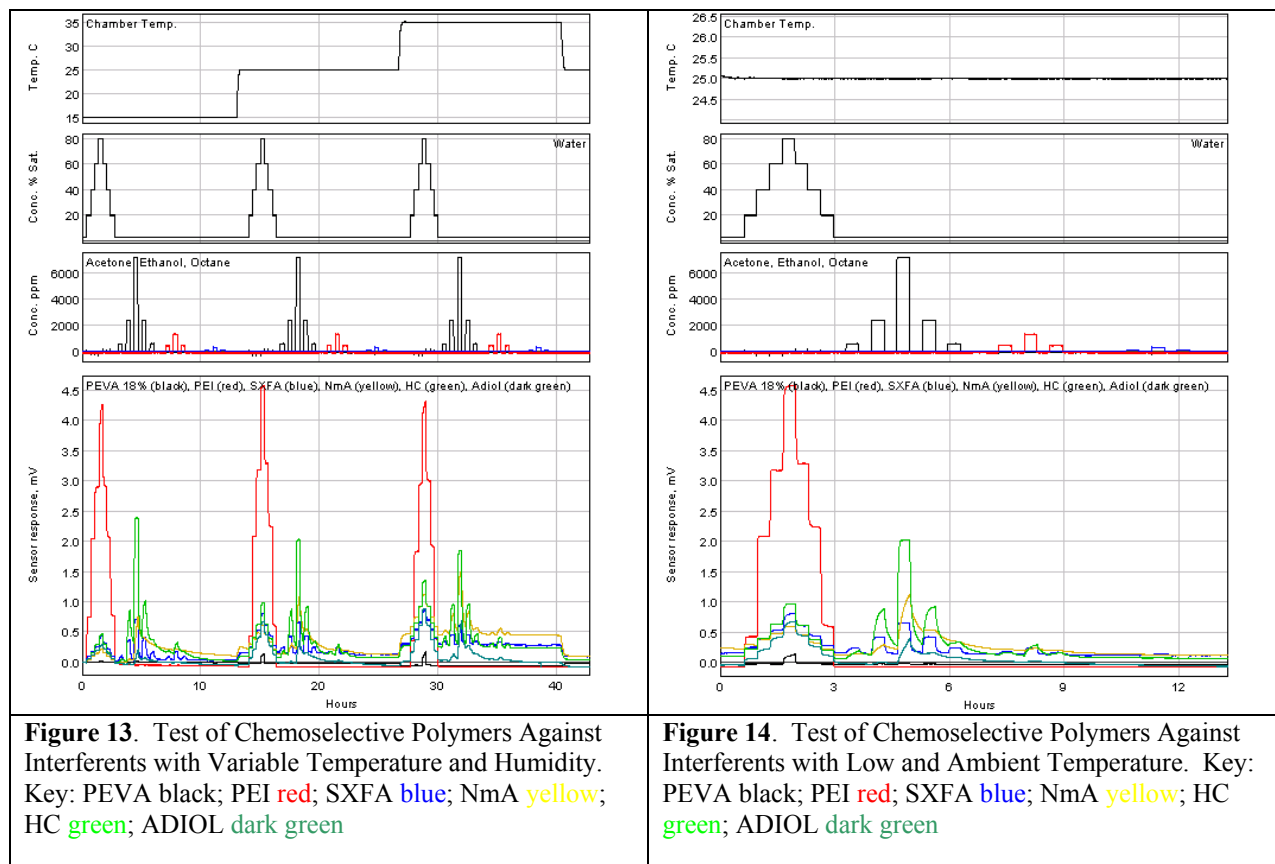 Chamber Temp.
35
30
25
20
15
Temp. C
Water
80
60
40
20
Conc. % Sat.
Acetone, Ethanol, Octane
6000
4000
2000
0
Conc. ppm
PEVA 18% (black), PEI (red), SXFA (blue), NmA (yellow), HC (green), Adiol (dark green)
4.5
4.0
3.5
3.0
2.5
2.0
1.5
1.0
0.5
0.0
Sensor response, mV
0 10 20 30 40
Hours
Figure 13. Test of Chemoselective Polymers Against
Interferents with Variable Temperature and Humidity.
Key: PEVA black; PEI red; SXFA blue; NmA yellow;
HC green; ADIOL dark green
Chamber Temp.
26.5
26.0
25.5
25.0
24.5
Temp. C
Water
80
60
40
20
Conc. % Sat.
Acetone, Ethanol, Octane
6000
4000
2000
0
Conc. ppm
PEVA 18% (black), PEI (red), SXFA (blue), NmA (yellow), HC (green), Adiol (dark green)
4.5
4.0
3.5
3.0
2.5
2.0
1.5
1.0
0.5
0.0
Sensor response, mV
0 3 6 9 12
Hours
Figure 14. Test of Chemoselective Polymers Against
Interferents with Low and Ambient Temperature. Key:
PEVA black; PEI red; SXFA blue; NmA yellow; HC
green; ADIOL dark green